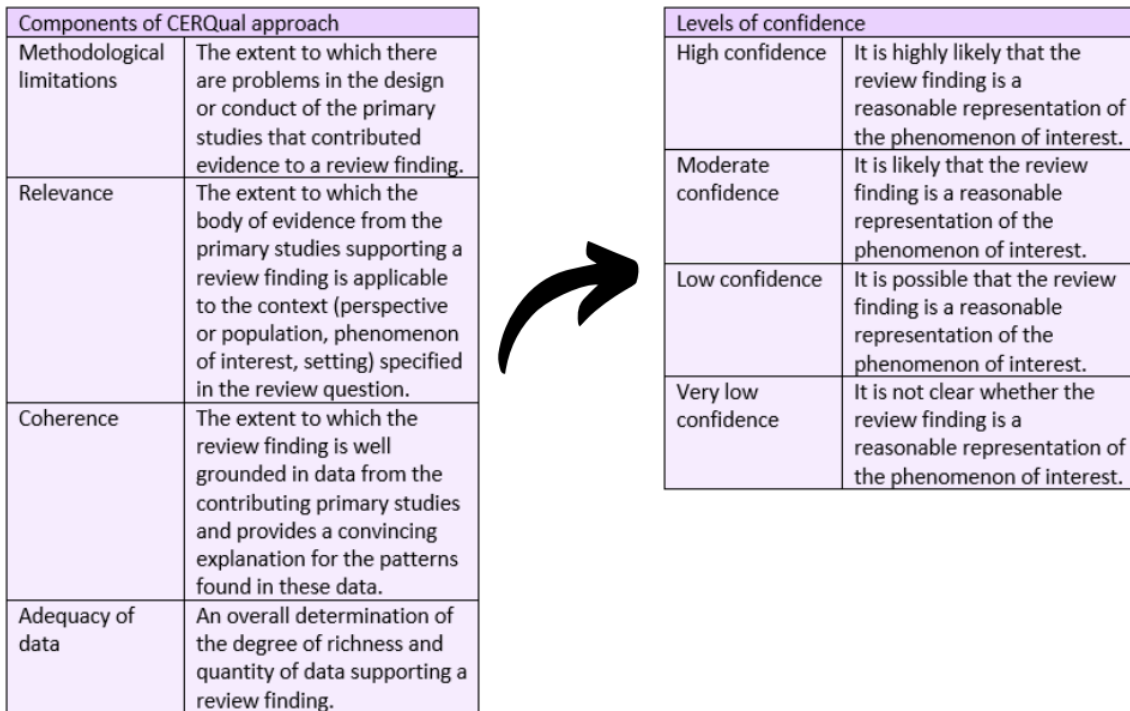 Components of CERQual approach
Methodological
limitations
The extent to which there
are problems in the design
or conduct of the primary
studies that contributed
evidence to a review finding.
Relevance
The extent to which the
body of evidence from the
primary studies supporting a
review finding is applicable
to the context (perspective
or population, phenomenon
of interest, setting) specified
in the review question.
Coherence
The extent to which the
review finding is well
grounded in data from the
contributing primary studies
and provides a convincing
explanation for the patterns
found in these data.
Adequacy of
data
An overall determination of
the degree of richness and
quantity of data supporting a
review finding.
Levels of confidence
High confidence
It is highly likely that the
review finding is a
reasonable representation of
the phenomenon of interest.
Moderate
confidence
It is likely that the review
finding is a reasonable
representation of the
phenomenon of interest.
Low confidence
It is possible that the review
finding is a reasonable
representation of the
phenomenon of interest.
Very low
confidence
It is not clear whether the
review finding is a
reasonable representation of
the phenomenon of interest.